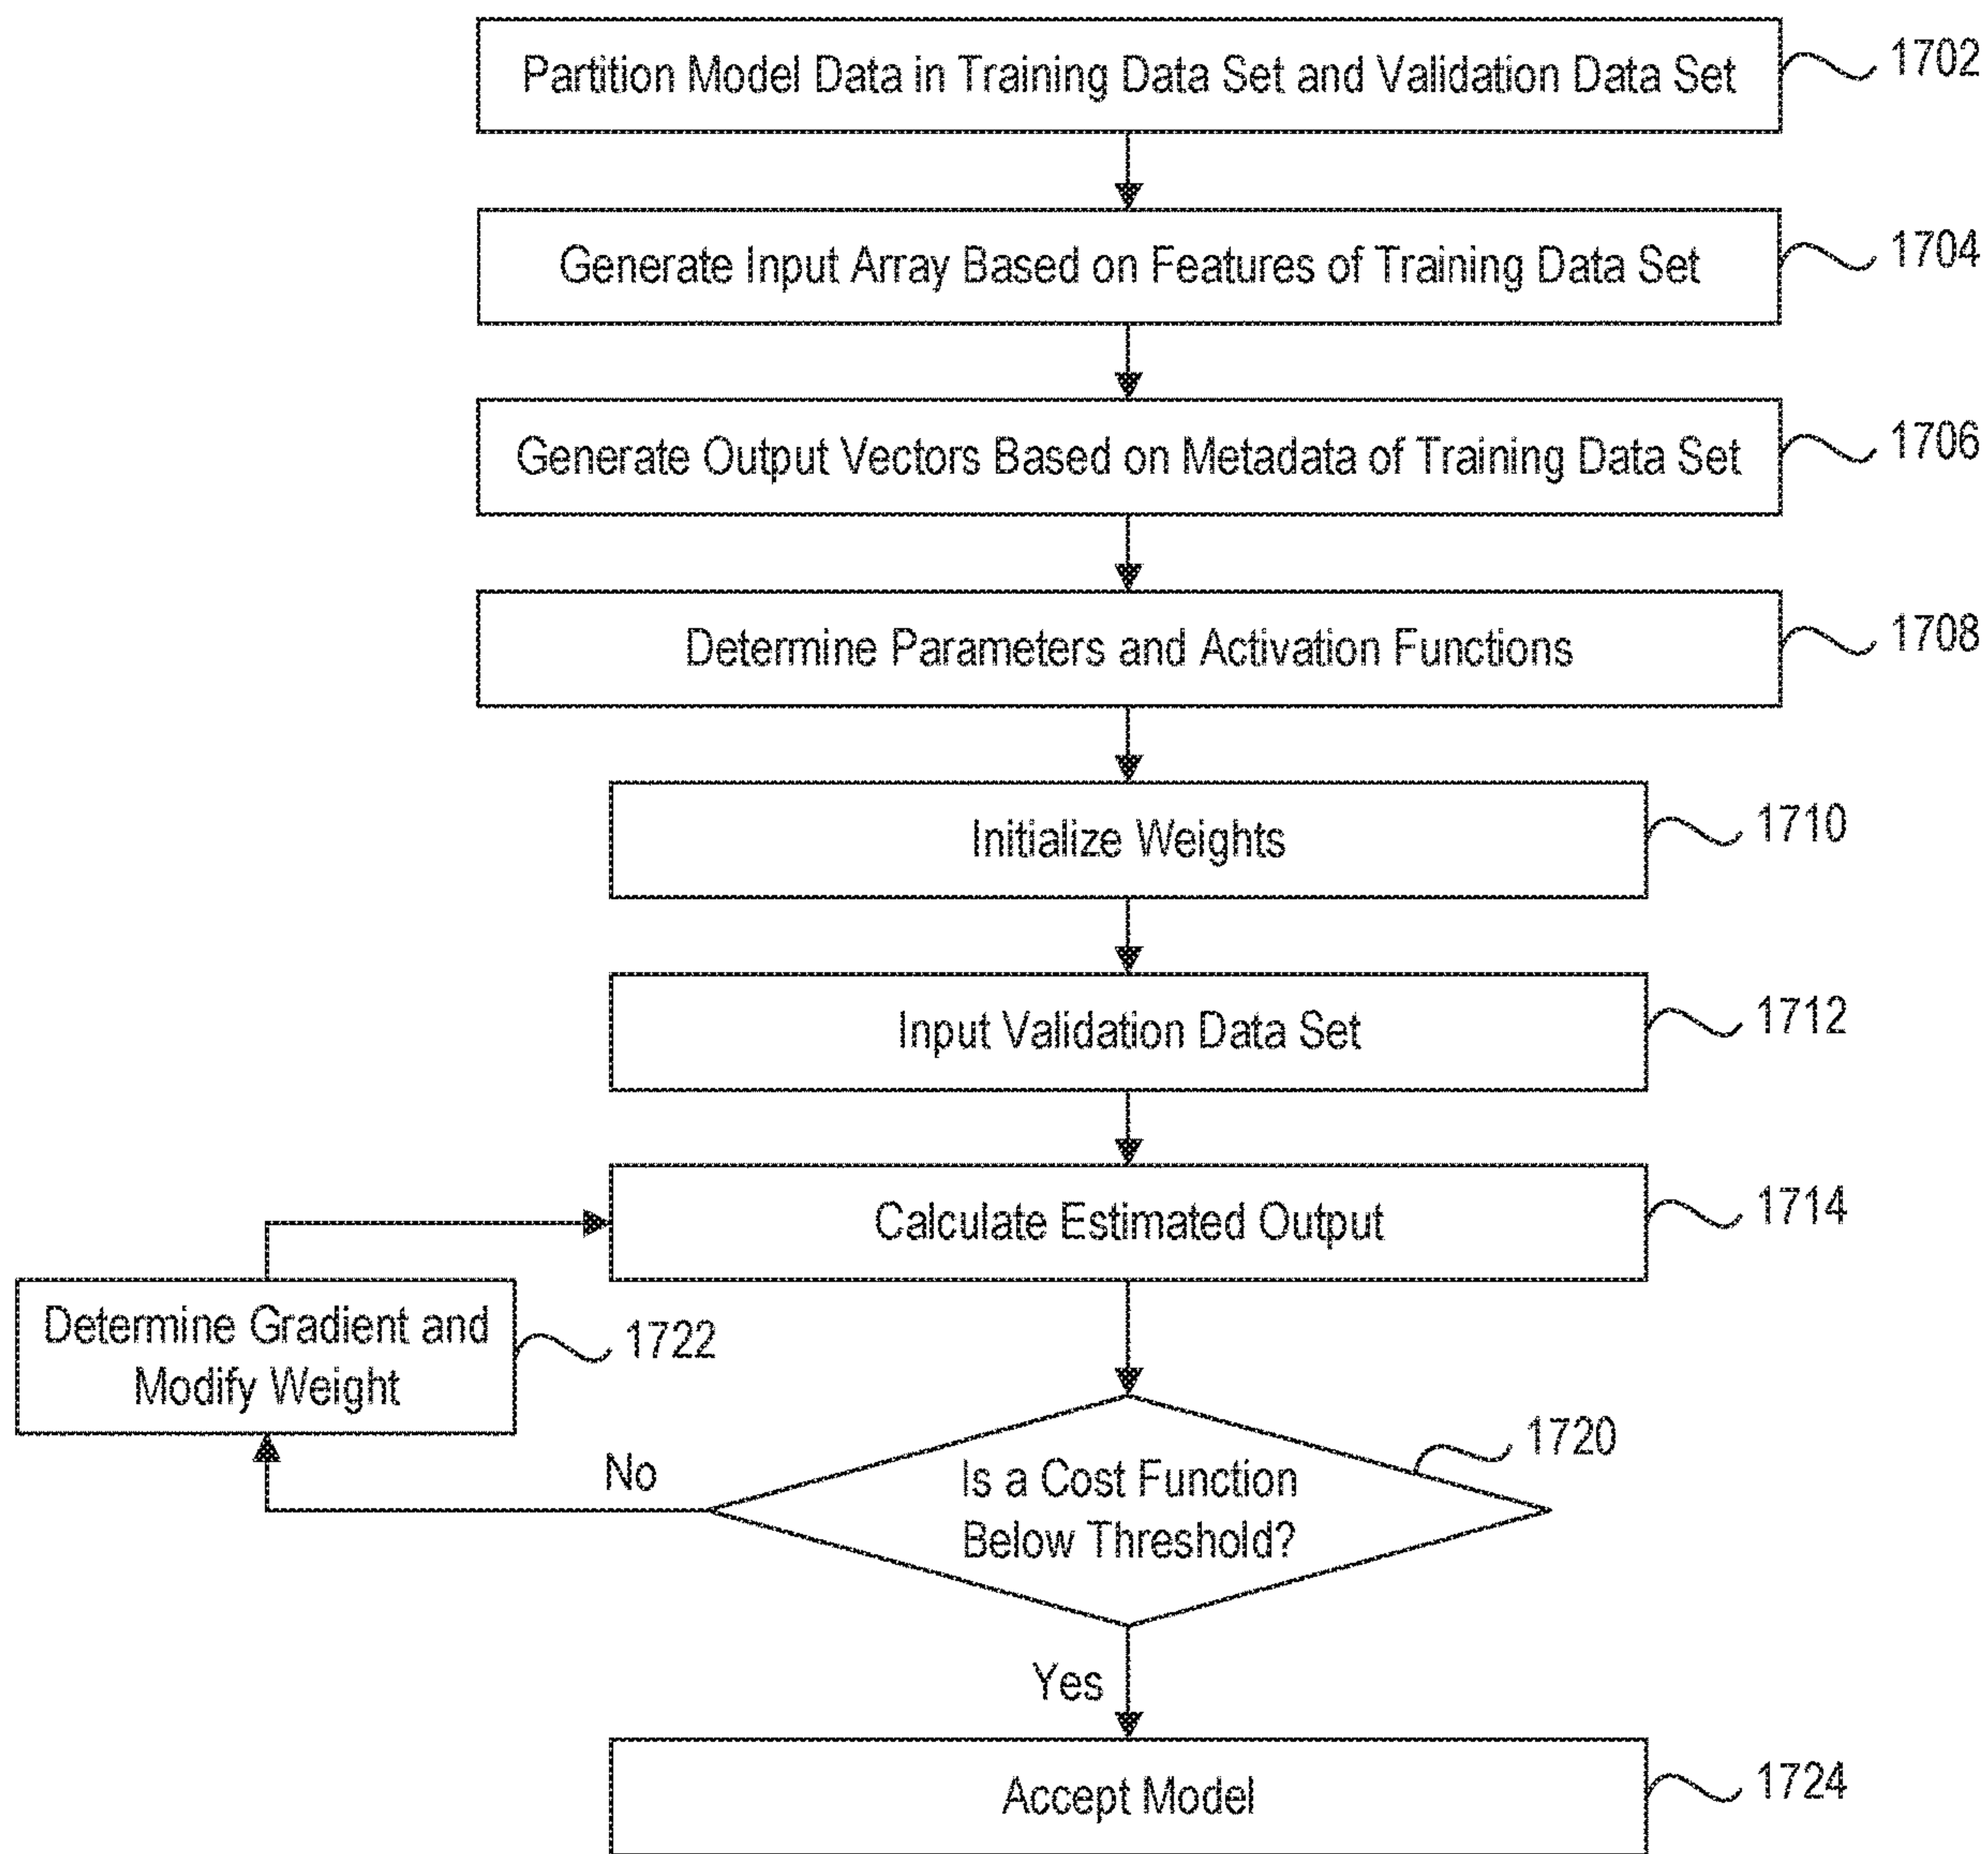 Partition Model Data in Training Data Set and Validation Data Set
1702
Generate Input Array Based on Features of Training Data Set
1704
Generate Output Vectors Based on Metadata of Training Data Set
1706
Determine Parameters and Activation Functions
1708
Initialize Weights
1710
Input Validation Data Set
1712
Calculate Estimated Output
1714
Determine Gradient and
Modify Weight
1722
Is a Cost Function
Below Threshold?
1720
No
Yes
Accept Model
1724